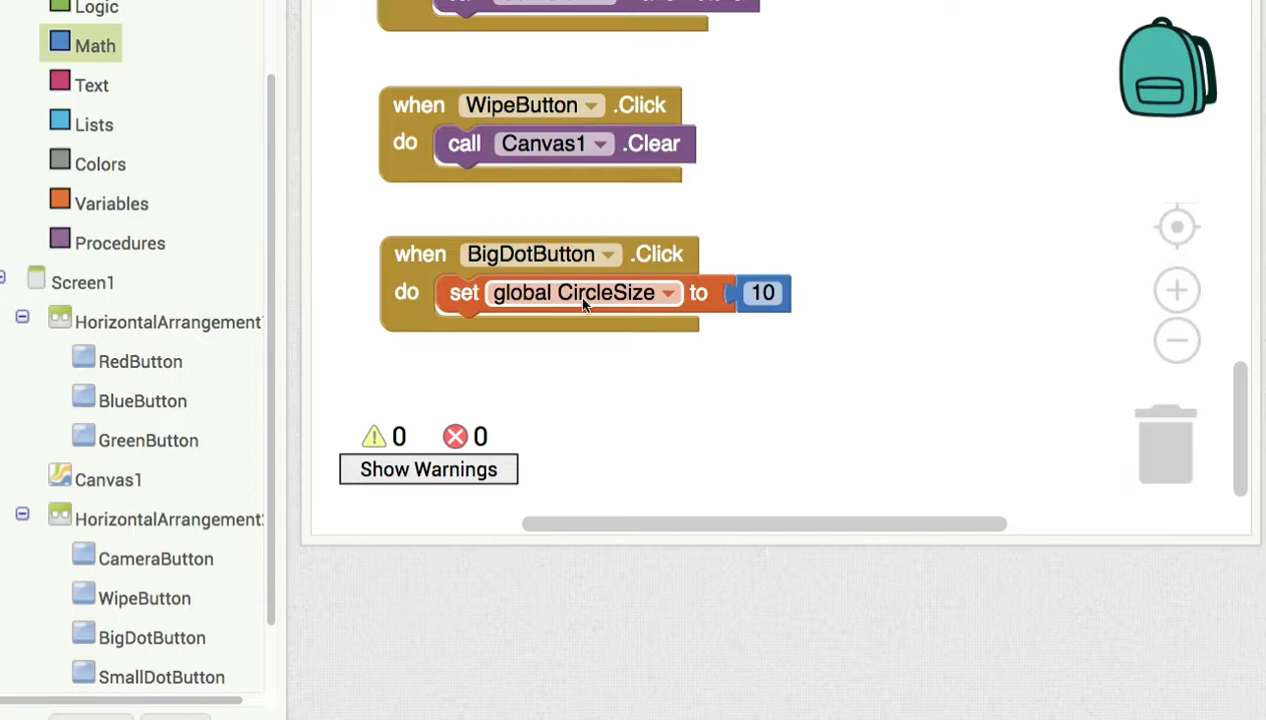 Logic
Math
Text
Lists
Colors
Variables
Procedures
Screen1
HorizontalArrangement
RedButton
BlueButton
GreenButton
Canvas1
HorizontalArrangement
CameraButton
WipeButton
BigDotButton
SmallDotButton
when WipeButton .Click
do call Canvas1 .Clear
when BigDotButton .Click
do set global CircleSize to 10
0 0
Show Warnings